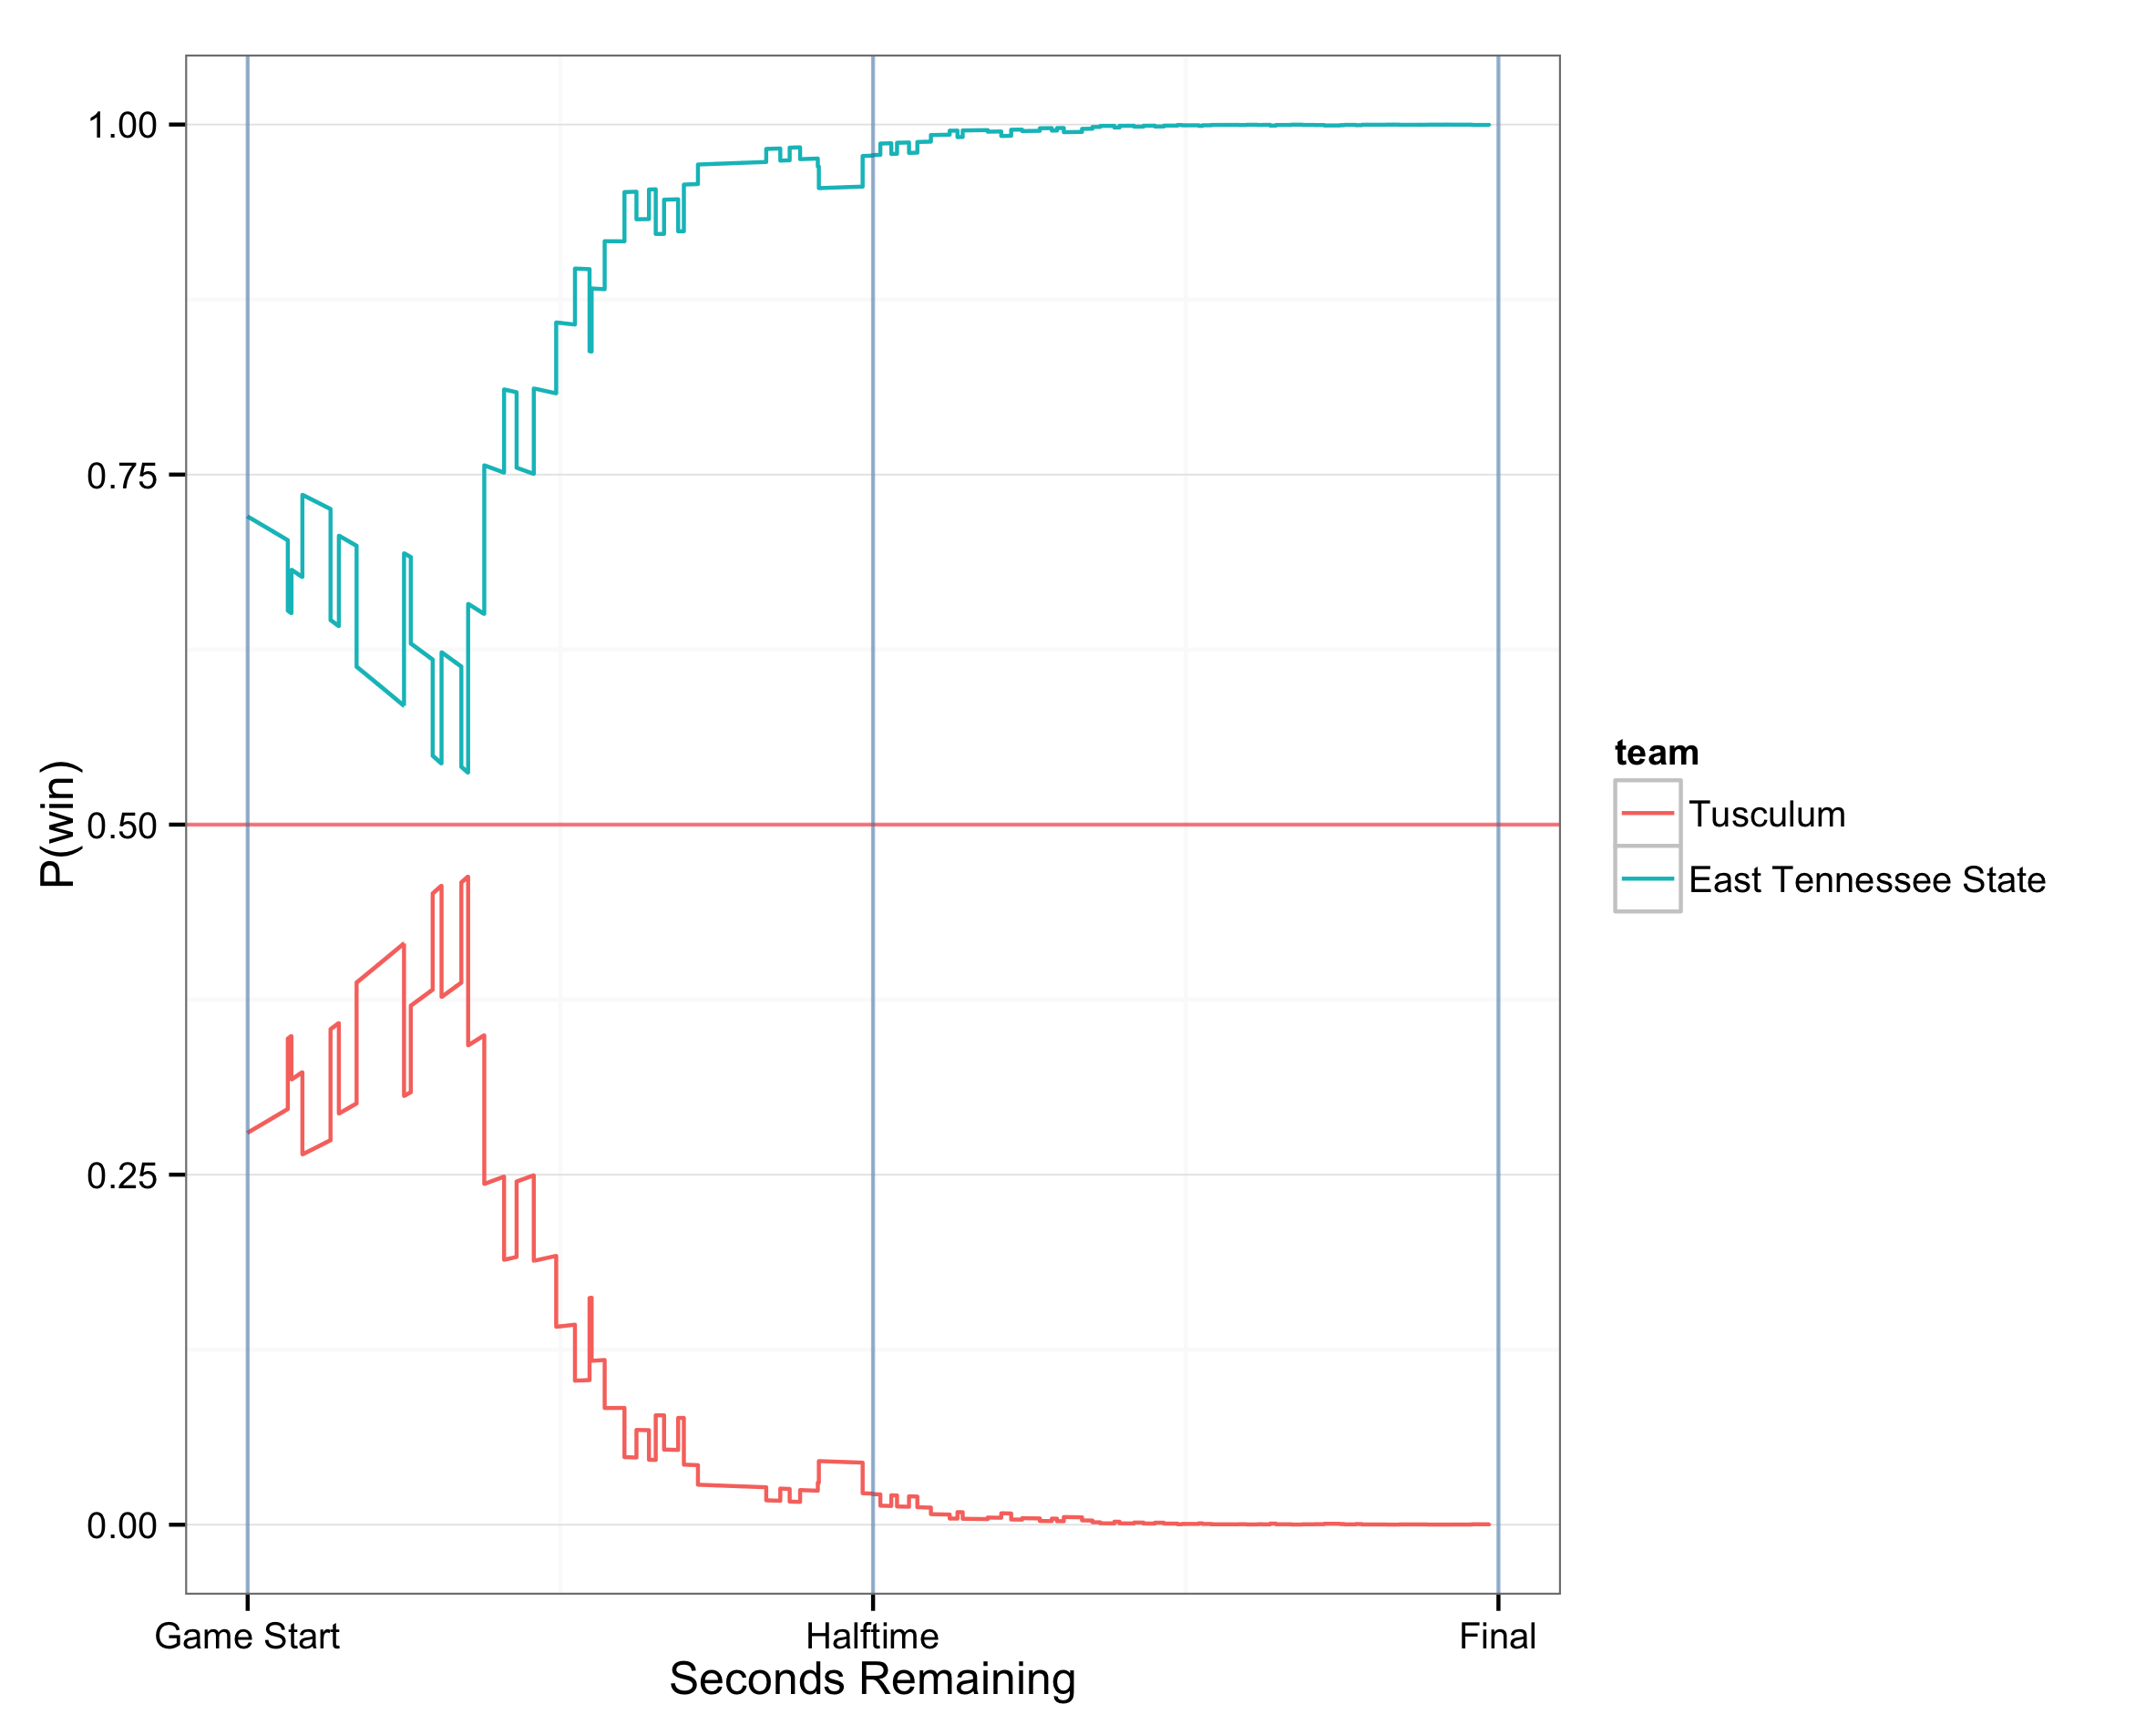 1.00
0.75
0.50
0.25
0.00
P(win)
Game Start
Halftime
Final
Seconds Remaining
team
Tusculum
East Tennessee State